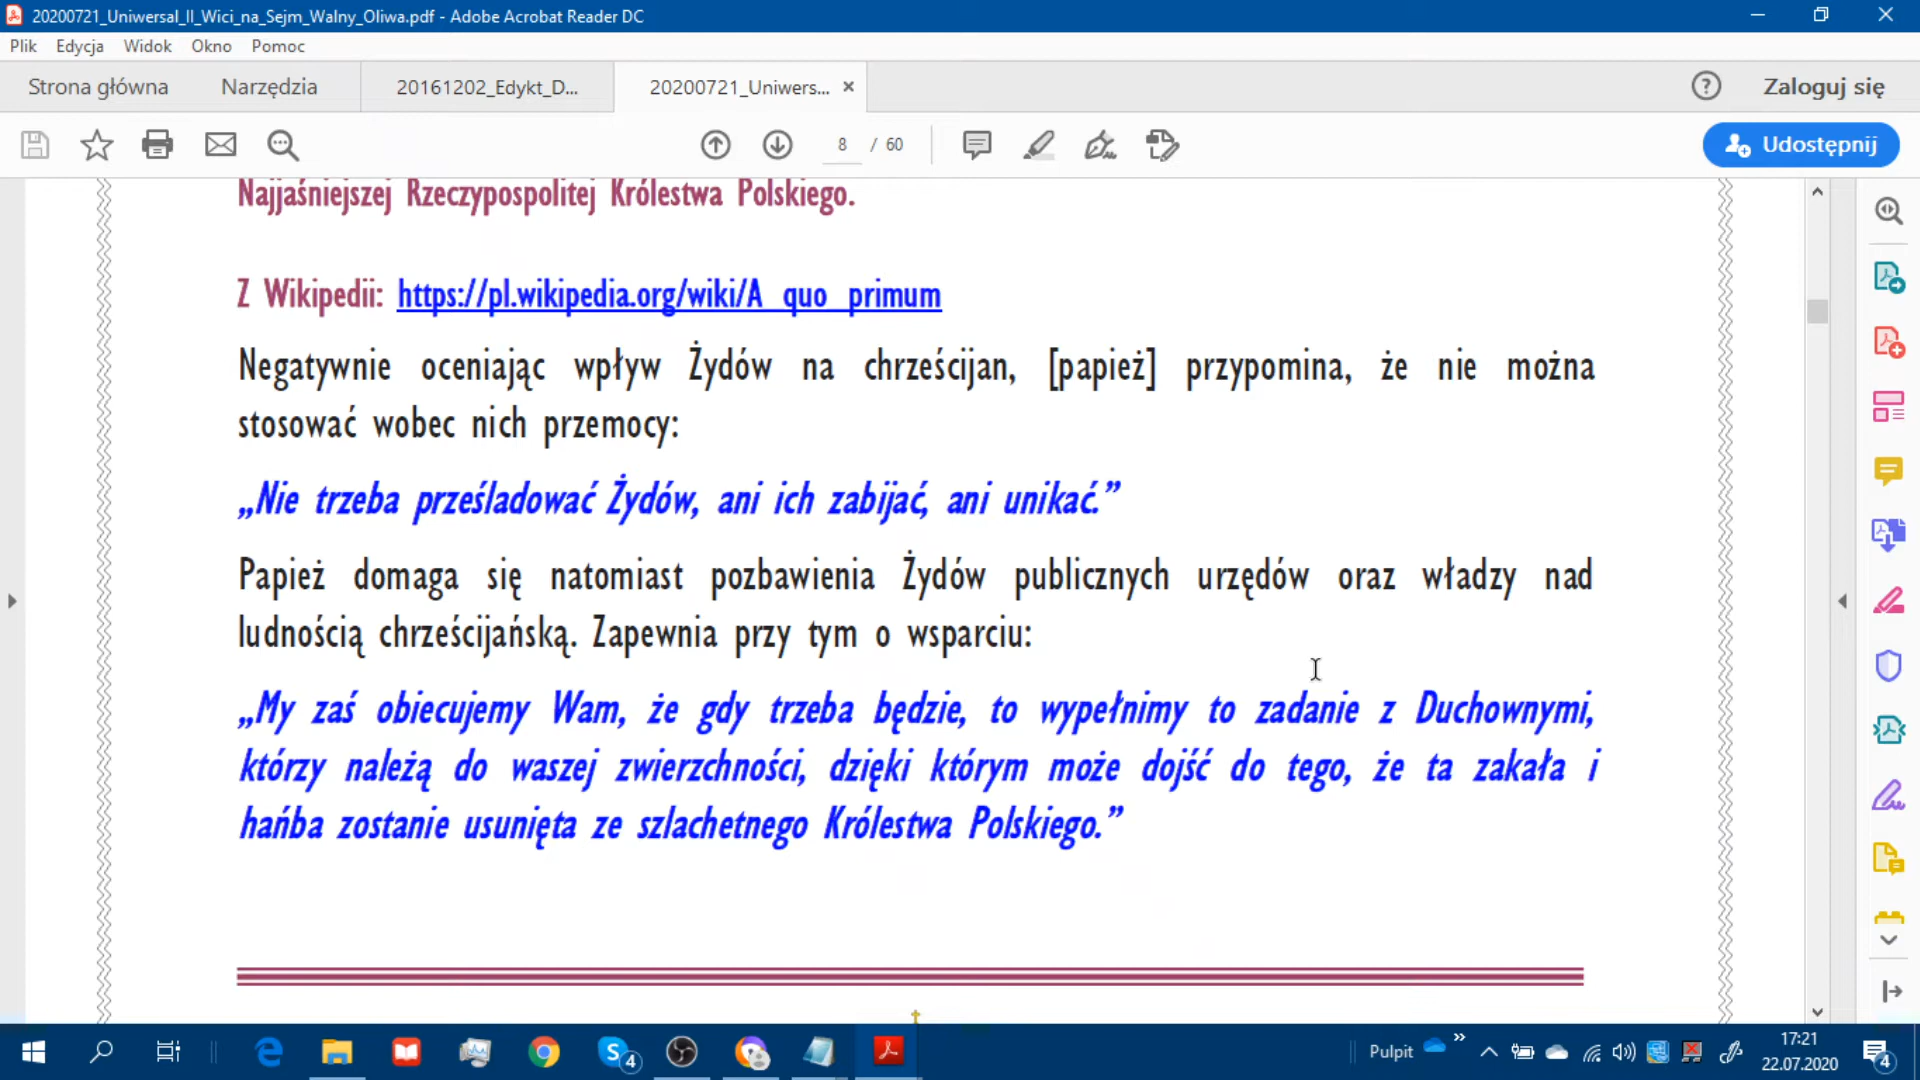 20200721_Uniwersal_II_Wici_na_Sejm_Walny_Oliwa.pdf - Adobe Acrobat Reader DC
Plik Edycja Widok Okno Pomoc
Strona główna Narzędzia 20161202_Edykt_D... 20200721_Uniwers... Zaloguj się
8 / 60 Udostępnij
Najjaśniejszej Rzeczypospolitej Królestwa Polskiego.
Z Wikipedii: https://pl.wikipedia.org/wiki/A_quo_primum
Negatywnie oceniając wpływ Żydów na chrześcijan, [papież] przypomina, że nie można
stosować wobec nich przemocy:
„Nie trzeba prześladować Żydów, ani ich zabijać, ani unikać.”
Papież domaga się natomiast pozbawienia Żydów publicznych urzędów oraz władzy nad
ludnością chrześcijańską. Zapewnia przy tym o wsparciu:
„My zaś obiecujemy Wam, że gdy trzeba będzie, to wypełnimy to zadanie z Duchownymi,
którzy należą do waszej zwierzchności, dzięki którym może dojść do tego, że ta zakała i
hańba zostanie usunięta ze szlachetnego Królestwa Polskiego.”
4
Pulpit
17:21
22.07.2020
4